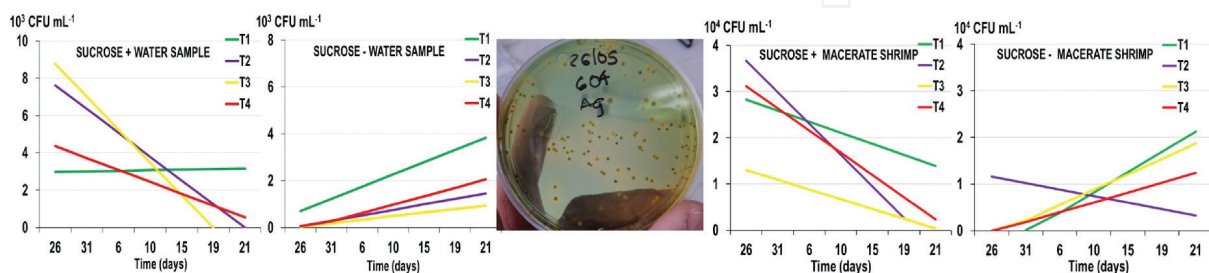 10³ CFU mL⁻¹
SUCROSE + WATER SAMPLE
T1
T2
T3
T4
10
8
6
4
2
0
26 31 6 10 15 19 21
Time (days)
10³ CFU mL⁻¹
SUCROSE - WATER SAMPLE
T1
T2
T3
T4
8
6
4
2
0
26 31 6 10 15 19 21
Time (days)
26/05
60A
Ag
10⁴ CFU mL⁻¹
SUCROSE + MACERATE SHRIMP
T1
T2
T3
T4
4
3
2
1
0
26 31 6 10 15 19 21
Time (days)
10⁴ CFU mL⁻¹
SUCROSE - MACERATE SHRIMP
T1
T2
T3
T4
4
3
2
1
0
26 31 6 10 15 19 21
Time (days)